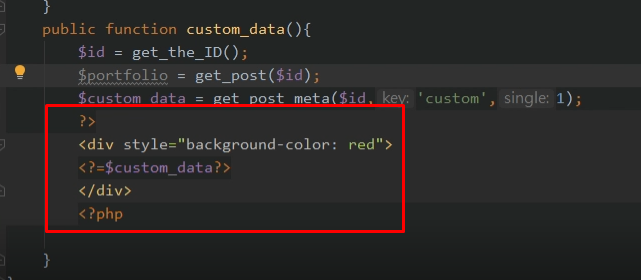 }
public function custom_data(){
$id = get_the_ID();
$portfolio = get_post($id);
$custom_data = get_post_meta($id, key: 'custom', single: 1);
?>
<div style="background-color: red">
<?=$custom_data?>
</div>
<?php
}
}